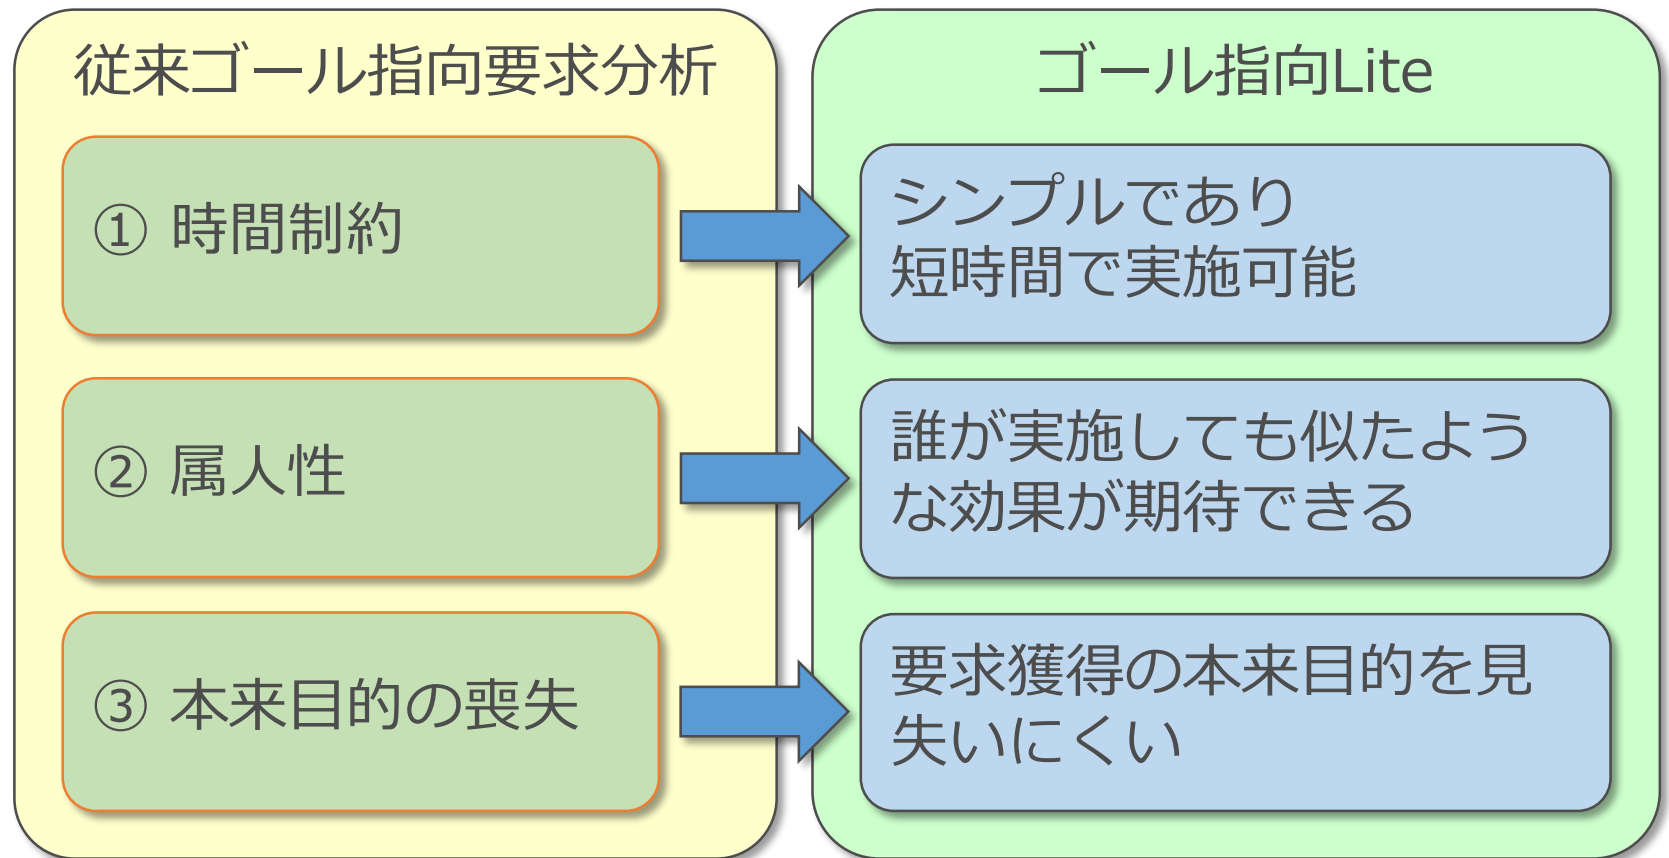 従来ゴール指向要求分析
① 時間制約
② 属人性
③ 本来目的の喪失
ゴール指向Lite
シンプルであり
短時間で実施可能
誰が実施しても似たよう
な効果が期待できる
要求獲得の本来目的を見
失いにくい